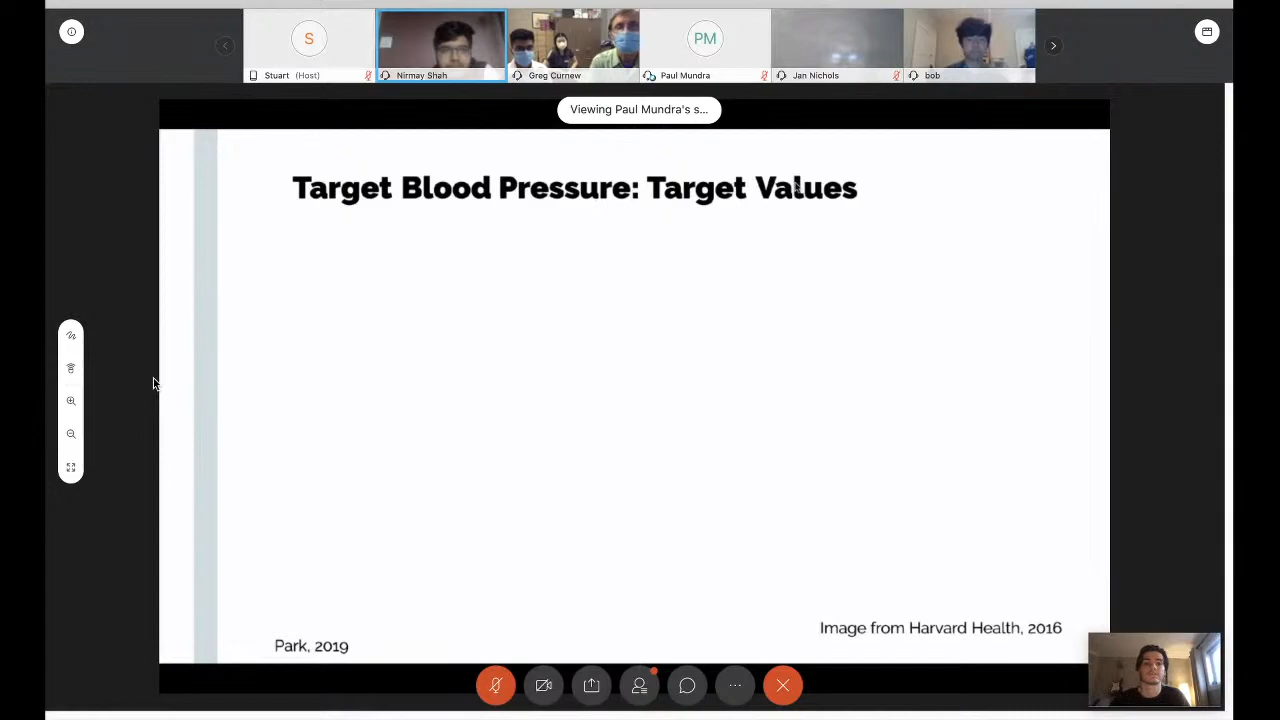 S
PM
Stuart (Host)
Nirmay Shah
Greg Curnew
Paul Mundra
Jan Nichols
bob
Viewing Paul Mundra's s...
Target Blood Pressure: Target Values
Image from Harvard Health, 2016
Park, 2019